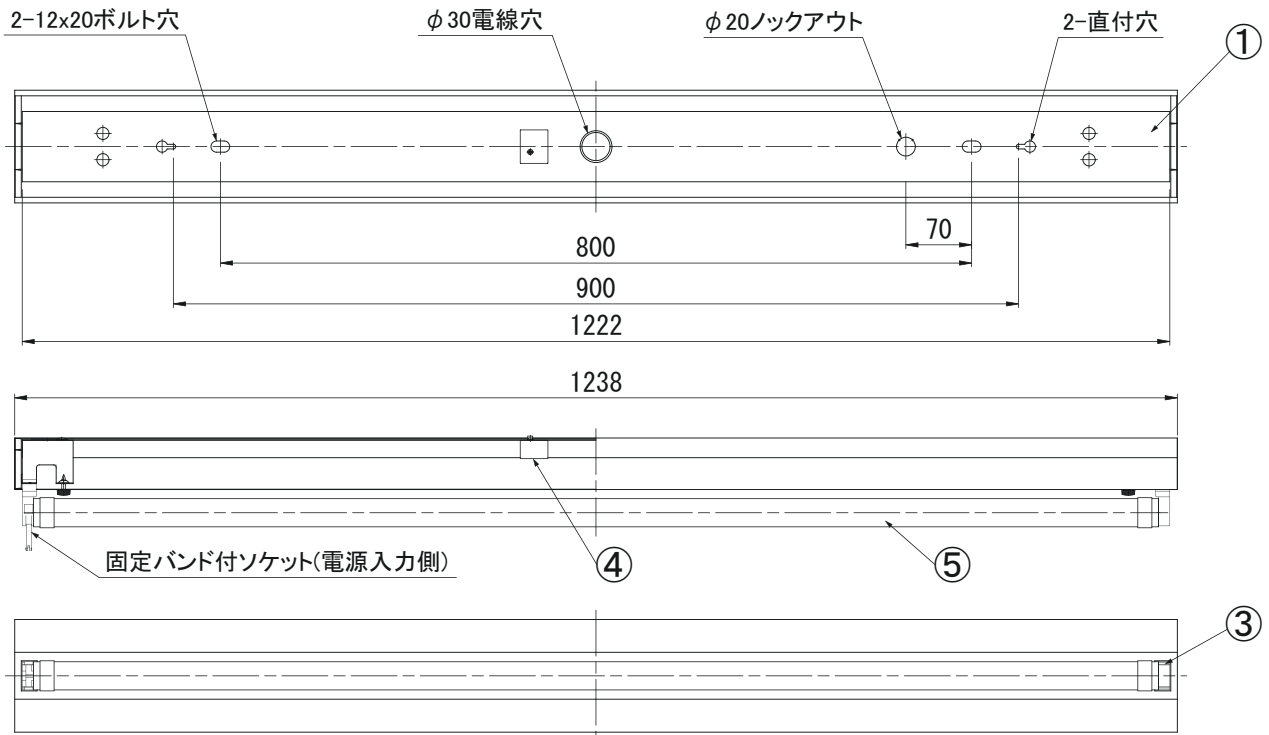 2-12x20ボルト穴
φ30電線穴
φ20ノックアウト
2-直付穴
①
70
800
900
1222
1238
固定バンド付ソケット(電源入力側)
④
⑤
③